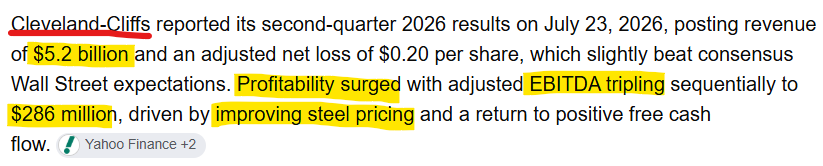 Cleveland-Cliffs reported its second-quarter 2026 results on July 23, 2026, posting revenue
of $5.2 billion and an adjusted net loss of $0.20 per share, which slightly beat consensus
Wall Street expectations. Profitability surged with adjusted EBITDA tripling sequentially to
$286 million, driven by improving steel pricing and a return to positive free cash
flow. Yahoo Finance +2